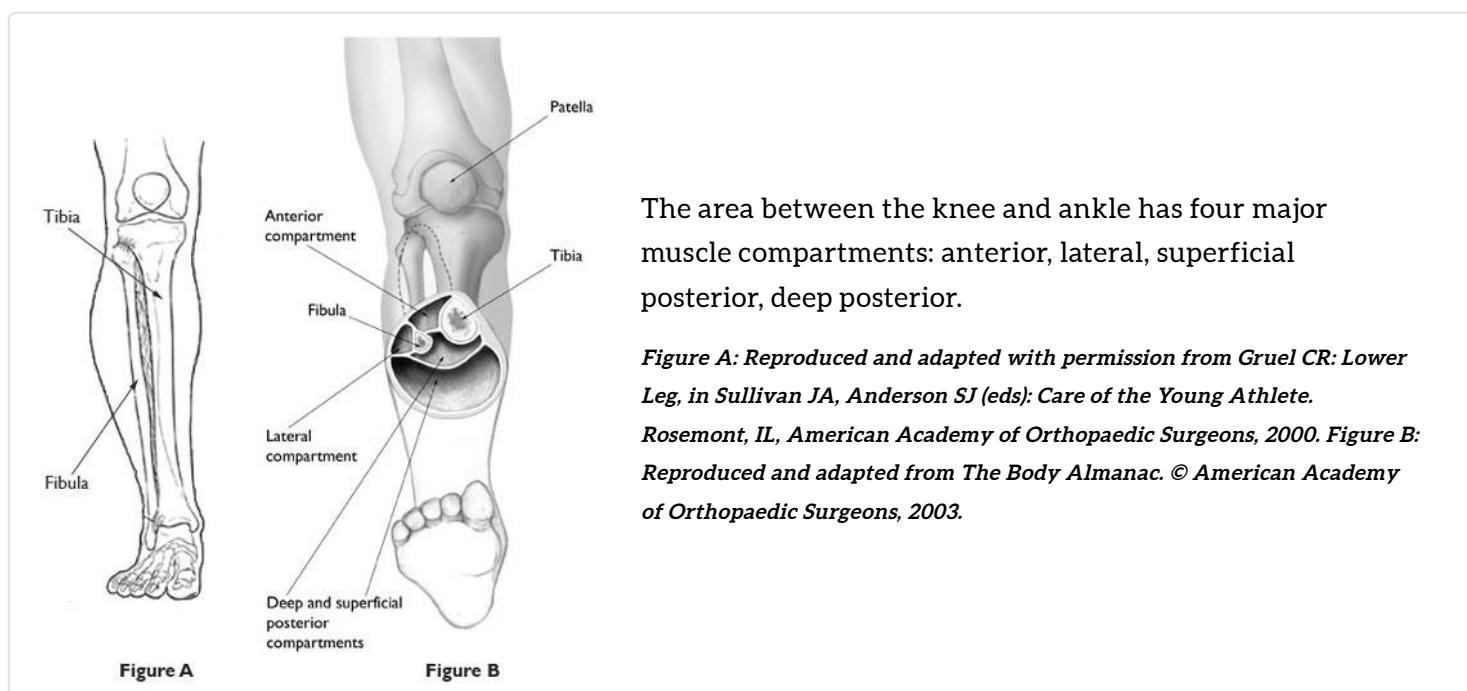 Patella
Tibia
Anterior
compartment
Tibia
Fibula
Lateral
compartment
Fibula
Deep and superficial
posterior
compartments
Figure A
Figure B
The area between the knee and ankle has four major
muscle compartments: anterior, lateral, superficial
posterior, deep posterior.
Figure A: Reproduced and adapted with permission from Gruel CR: Lower
Leg, in Sullivan JA, Anderson SJ (eds): Care of the Young Athlete.
Rosemont, IL, American Academy of Orthopaedic Surgeons, 2000. Figure B:
Reproduced and adapted from The Body Almanac. © American Academy
of Orthopaedic Surgeons, 2003.